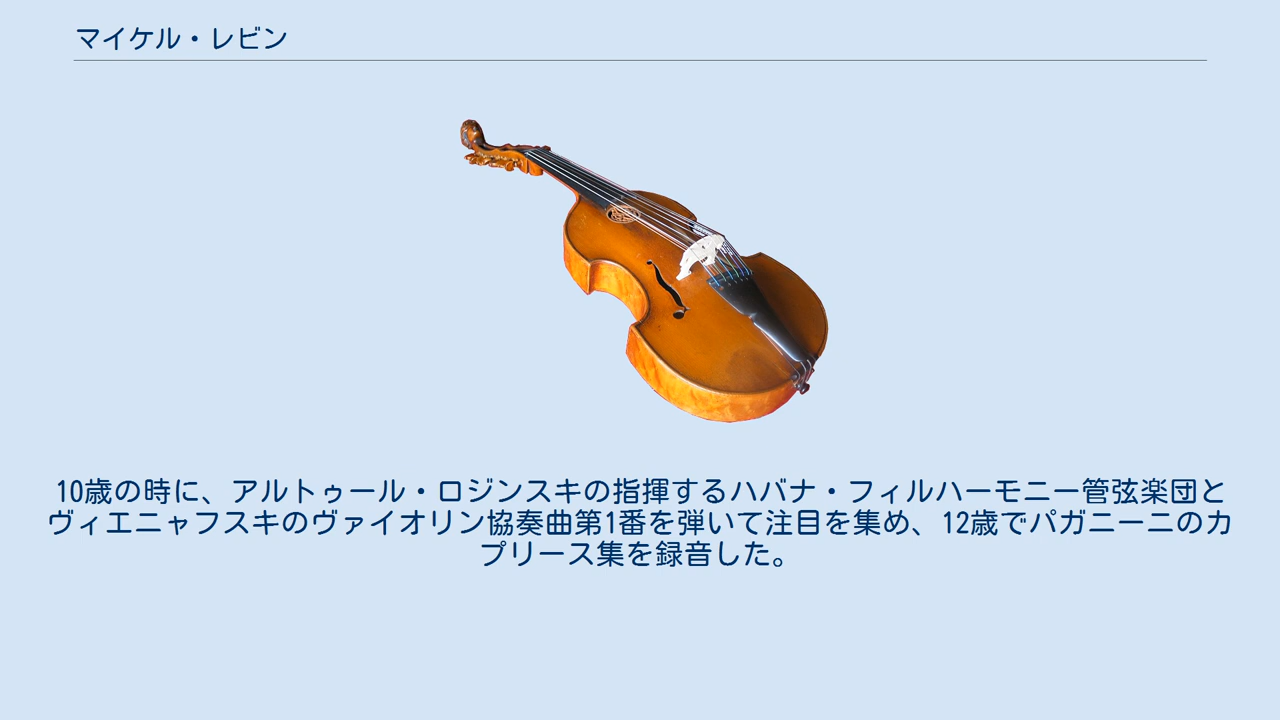 マイケル・レビン
10歳の時に、アルトゥール・ロジンスキの指揮するハバナ・フィルハーモニー管弦楽団と
ヴィエニャフスキのヴァイオリン協奏曲第1番を弾いて注目を集め、12歳でパガニーニのカ
プリース集を録音した。